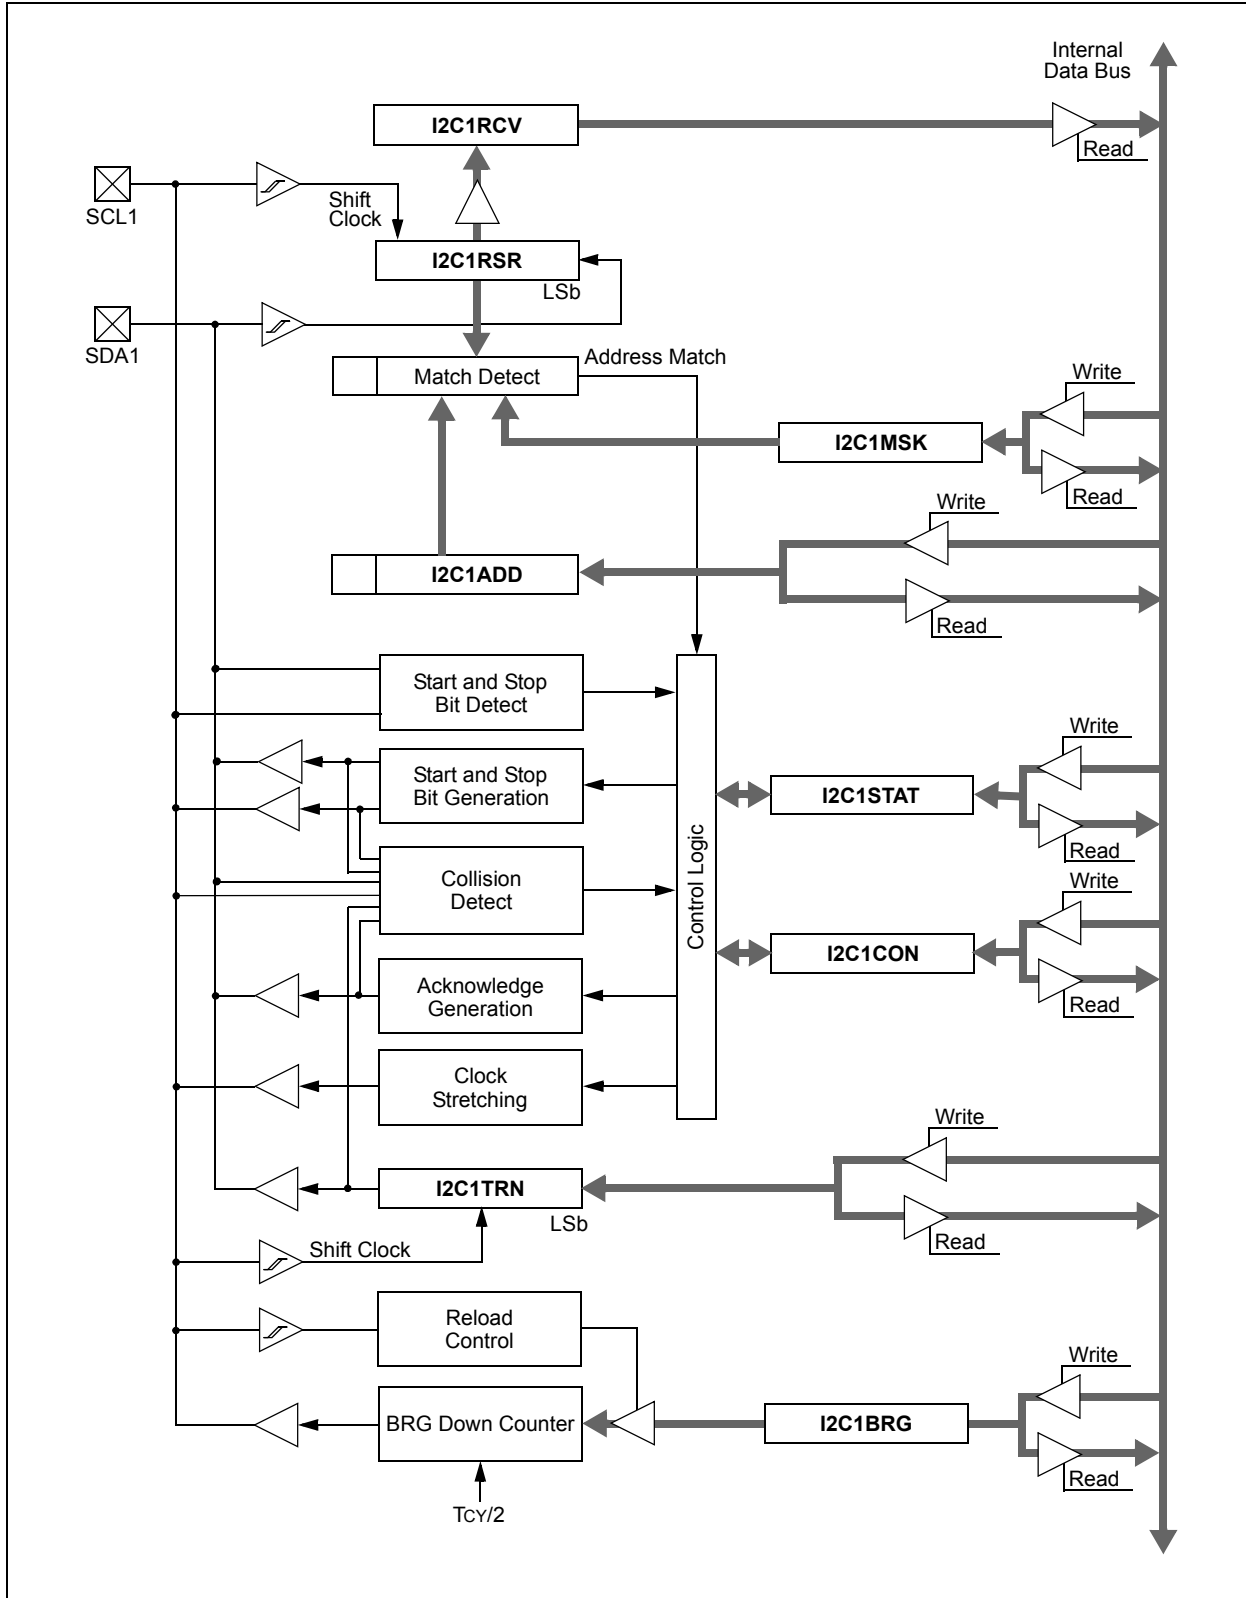 Internal
Data Bus
I2C1RCV
Read
SCL1
Shift
Clock
I2C1RSR
LSb
SDA1
Address Match
Match Detect
Write
I2C1MSK
Read
Write
I2C1ADD
Read
Start and Stop
Bit Detect
Write
Start and Stop
Bit Generation
I2C1STAT
Read
Control Logic
Collision
Detect
Write
I2C1CON
Read
Acknowledge
Generation
Clock
Stretching
Write
I2C1TRN
LSb
Read
Shift Clock
Reload
Control
Write
BRG Down Counter
I2C1BRG
Read
TCY/2